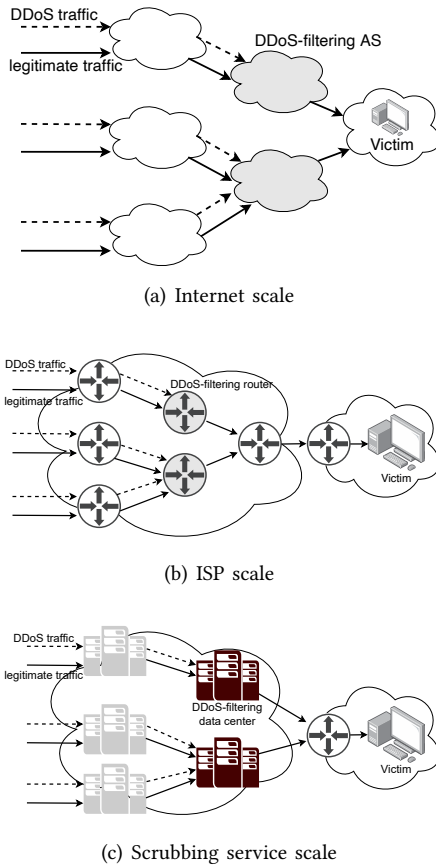 DDoS traffic
DDoS-filtering AS
legitimate traffic
Victim
(a) Internet scale
DDoS traffic
DDoS-filtering router
legitimate traffic
Victim
(b) ISP scale
DDoS traffic
legitimate traffic
DDoS-filtering
data center
Victim
(c) Scrubbing service scale